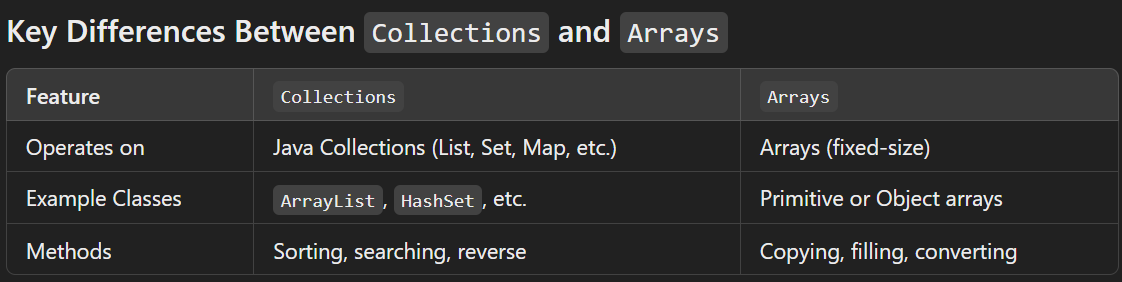 Key Differences Between Collections and Arrays
Feature Collections Arrays
Operates on Java Collections (List, Set, Map, etc.) Arrays (fixed-size)
Example Classes ArrayList, HashSet, etc. Primitive or Object arrays
Methods Sorting, searching, reverse Copying, filling, converting